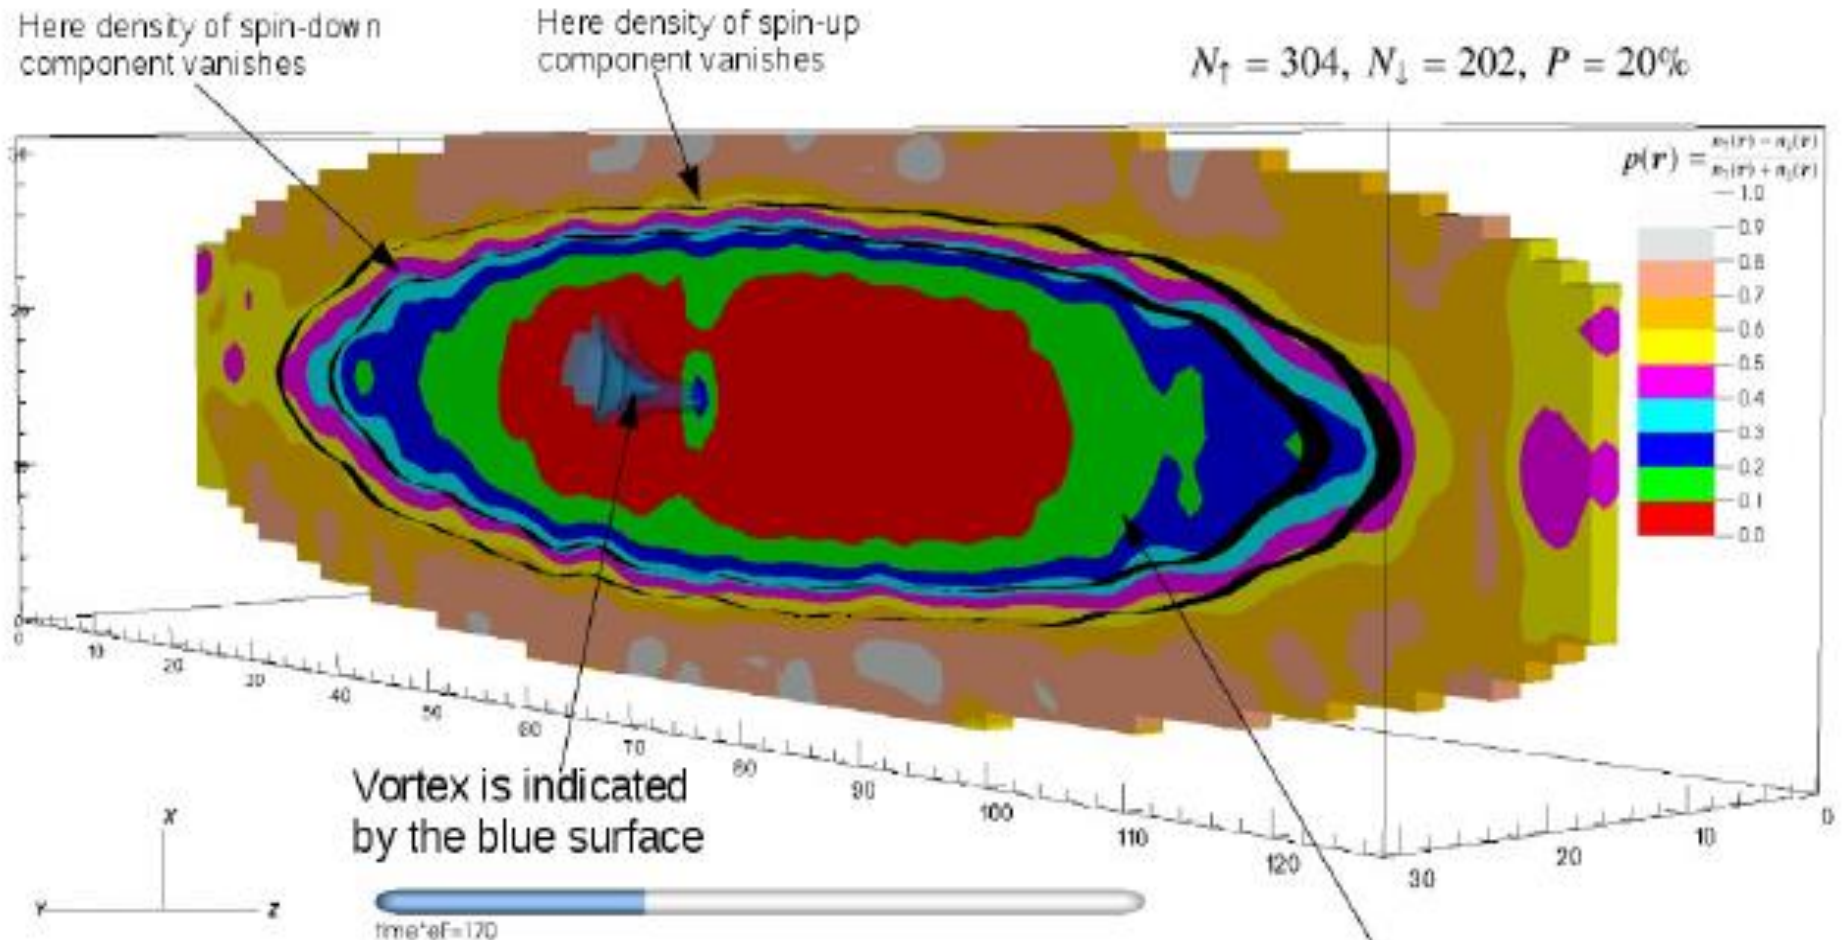 Here density of spin-down
component vanishes
Here density of spin-up
component vanishes
N↑ = 304, N↓ = 202, P = 20%
p(r) = n↑(r) − n↓(r) / n↑(r) + n↓(r)
1.0
0.9
0.8
0.7
0.6
0.5
0.4
0.3
0.2
0.1
0.0
20
0
0
10
20
30
40
50
60
70
80
90
100
110
120
30
20
10
0
Vortex is indicated
by the blue surface
X
Y
Z
time*eF=170